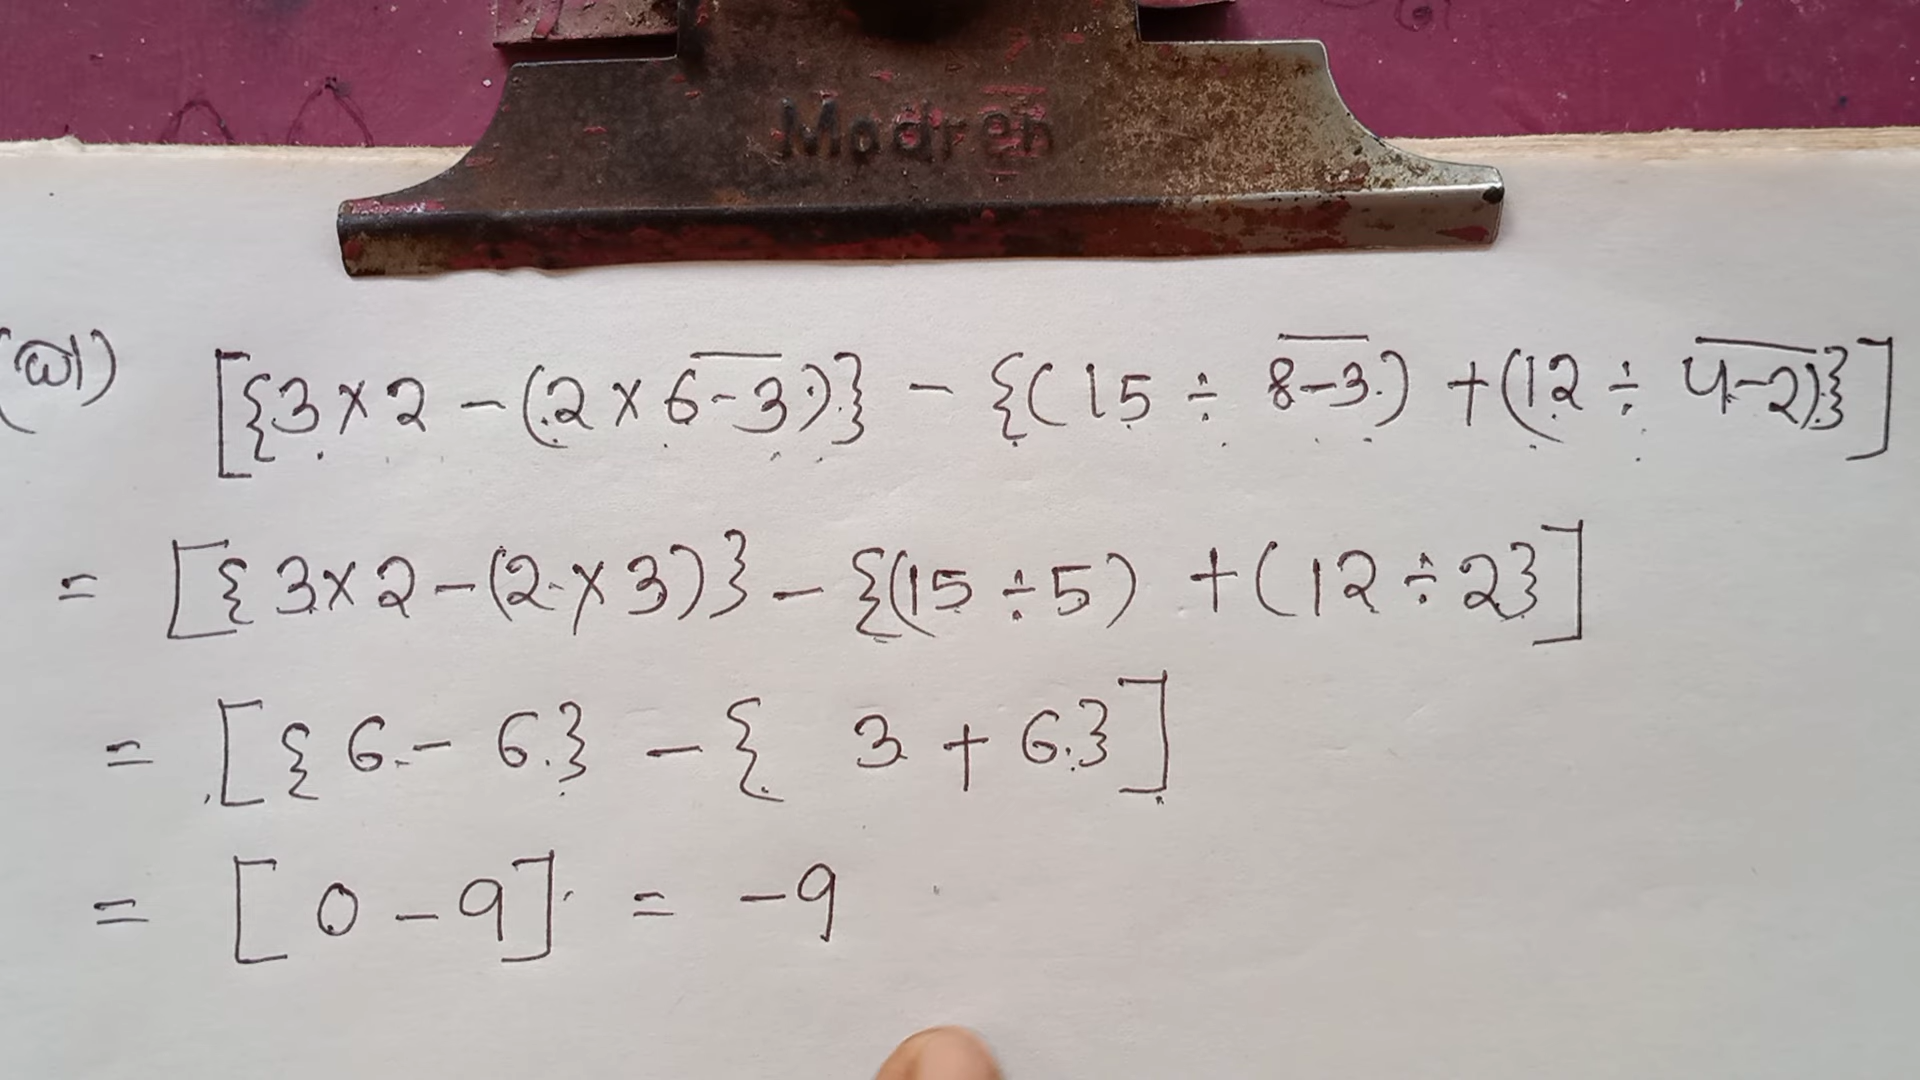 Modren
[{3 × 2 – (2 × 6̅-̅3̅)} – {(15 ÷ 8̅-̅3̅) + (12 ÷ 4̅-̅2̅)}]
= [{3×2–(2×3)} – {(15÷5) + (12÷2}]
= [{6 – 6} – { 3 + 6}]
= [0 – 9] = –9